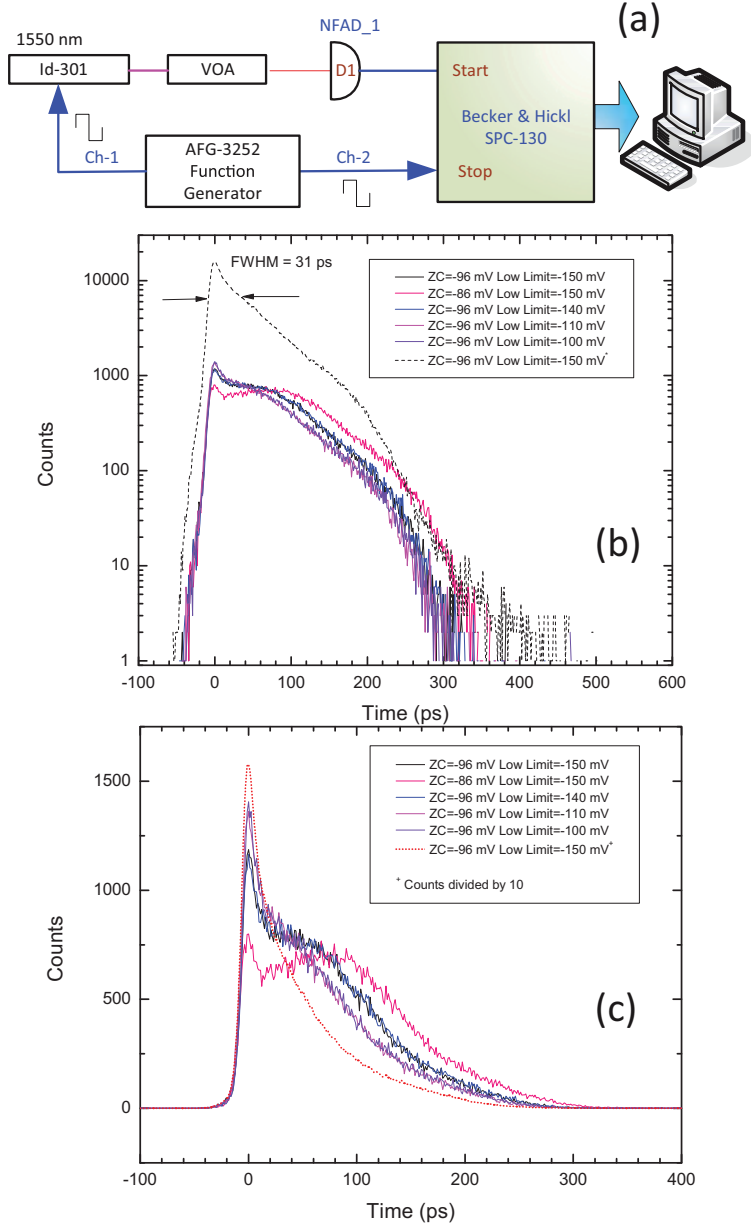 (a)
NFAD_1
1550 nm
Id-301
VOA
D1
Start
Becker & Hickl
SPC-130
Stop
Ch-1
AFG-3252
Function
Generator
Ch-2
10000
1000
100
10
1
Counts
FWHM = 31 ps
ZC=-96 mV Low Limit=-150 mV
ZC=-86 mV Low Limit=-150 mV
ZC=-96 mV Low Limit=-140 mV
ZC=-96 mV Low Limit=-110 mV
ZC=-96 mV Low Limit=-100 mV
ZC=-96 mV Low Limit=-150 mV*
(b)
-100 0 100 200 300 400 500 600
Time (ps)
1500
1000
500
0
Counts
ZC=-96 mV Low Limit=-150 mV
ZC=-86 mV Low Limit=-150 mV
ZC=-96 mV Low Limit=-140 mV
ZC=-96 mV Low Limit=-110 mV
ZC=-96 mV Low Limit=-100 mV
ZC=-96 mV Low Limit=-150 mV+
+ Counts divided by 10
(c)
-100 0 100 200 300 400
Time (ps)